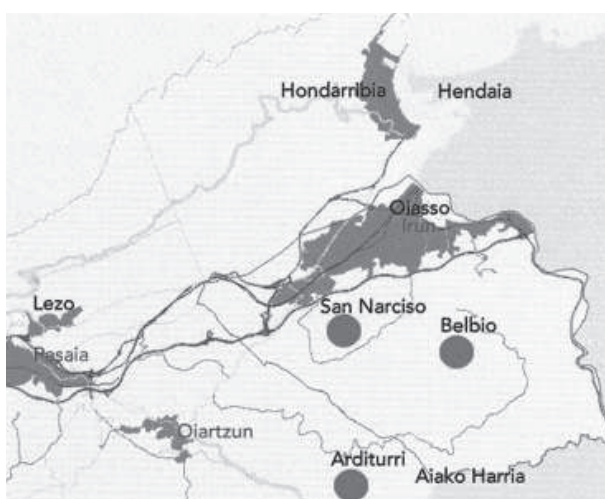 Hondarribia
Hendaia
Oiasso
Irun
Lezo
San Narciso
Belbio
Pasaia
Oiartzun
Arditurri
Aiako Harria